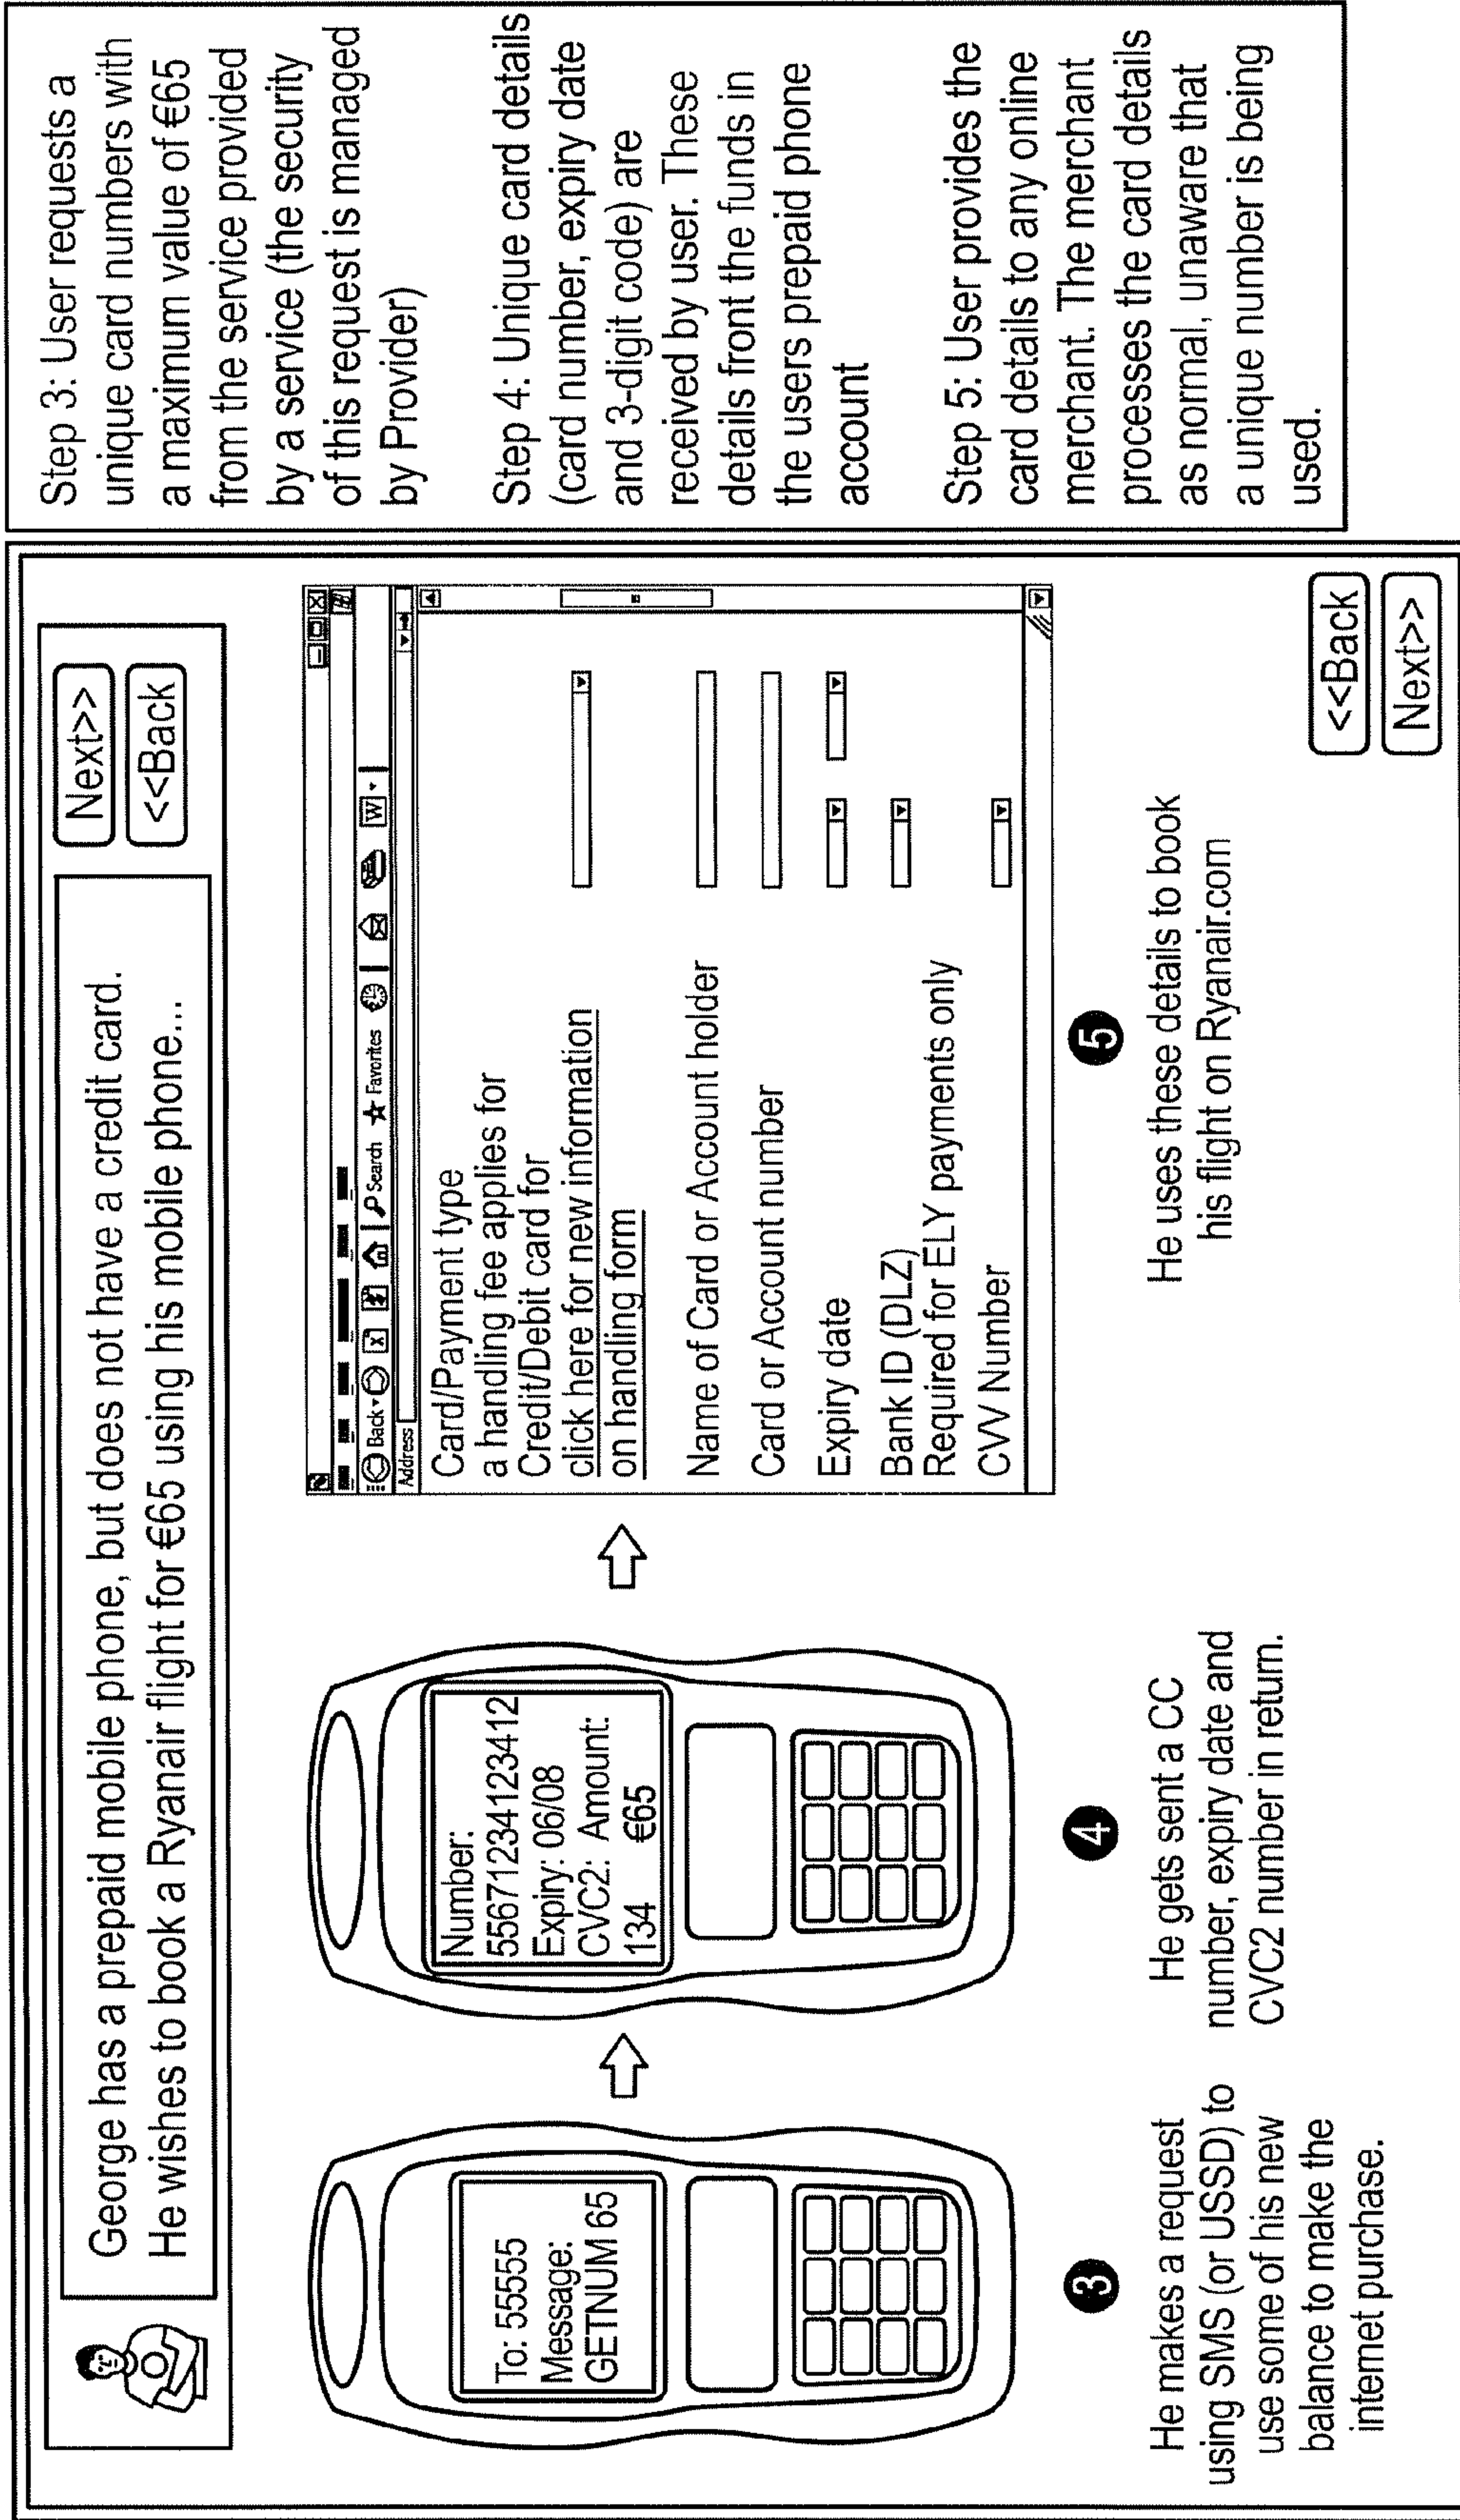 George has a prepaid mobile phone, but does not have a credit card.
He wishes to book a Ryanair flight for €65 using his mobile phone...
Next>>
<<Back
To: 55555
Message:
GETNUM 65
3
He makes a request
using SMS (or USSD) to
use some of his new
balance to make the
internet purchase.
Number:
5567123412341234 12
Expiry: 06/08
CVC2: Amount:
134 €65
4
He gets sent a CC
number, expiry date and
CVC2 number in return.
Back
Search
Favorites
W
Address
Card/Payment type
a handling fee applies for
Credit/Debit card for
click here for new information
on handling form
Name of Card or Account holder
Card or Account number
Expiry date
Bank ID (DLZ)
Required for ELY payments only
CVV Number
5
He uses these details to book
his flight on Ryanair.com
<<Back
Next>>
Step 3: User requests a
unique card numbers with
a maximum value of €65
from the service provided
by a service (the security
of this request is managed
by Provider)
Step 4: Unique card details
(card number, expiry date
and 3-digit code) are
received by user. These
details front the funds in
the users prepaid phone
account
Step 5: User provides the
card details to any online
merchant. The merchant
processes the card details
as normal, unaware that
a unique number is being
used.